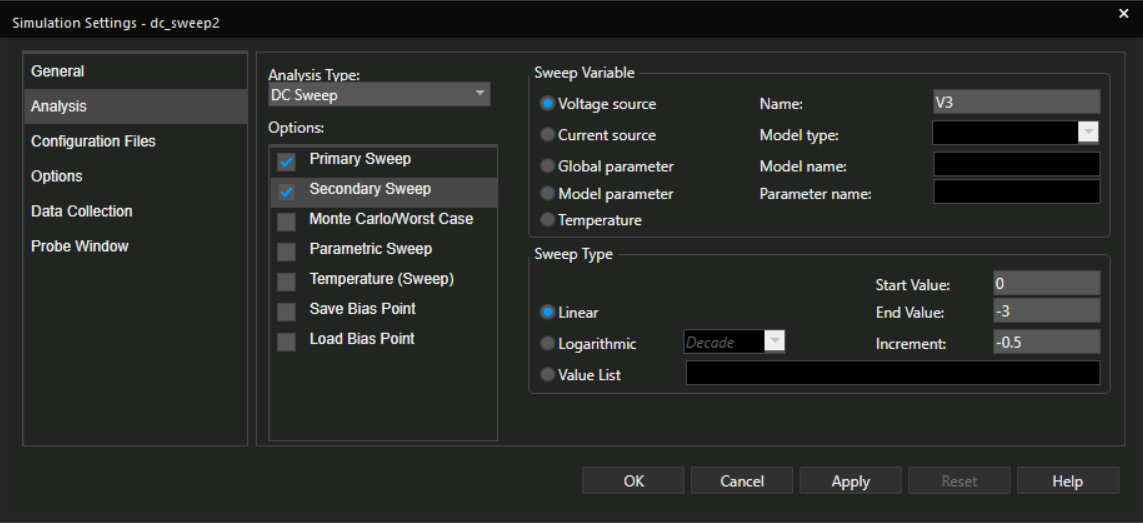 Simulation Settings - dc_sweep2
×
General
Analysis
Configuration Files
Options
Data Collection
Probe Window
Analysis Type:
DC Sweep
Options:
Primary Sweep
Secondary Sweep
Monte Carlo/Worst Case
Parametric Sweep
Temperature (Sweep)
Save Bias Point
Load Bias Point
Sweep Variable
Voltage source Name: V3
Current source Model type:
Global parameter Model name:
Model parameter Parameter name:
Temperature
Sweep Type
Start Value: 0
Linear End Value: -3
Logarithmic Decade Increment: -0.5
Value List
OK Cancel Apply Reset Help